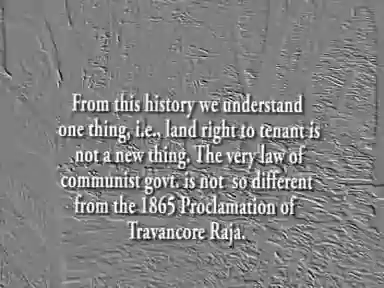 From this history we understand
one thing, i.e., land right to tenant is
not a new thing. The very law of
communist govt. is not so different
from the 1865 Proclamation of
Travancore Raja.